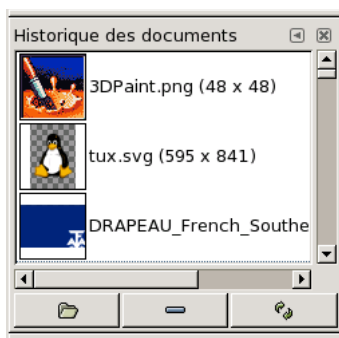 Historique des documents
3DPaint.png (48 x 48)
tux.svg (595 x 841)
DRAPEAU_French_Southe